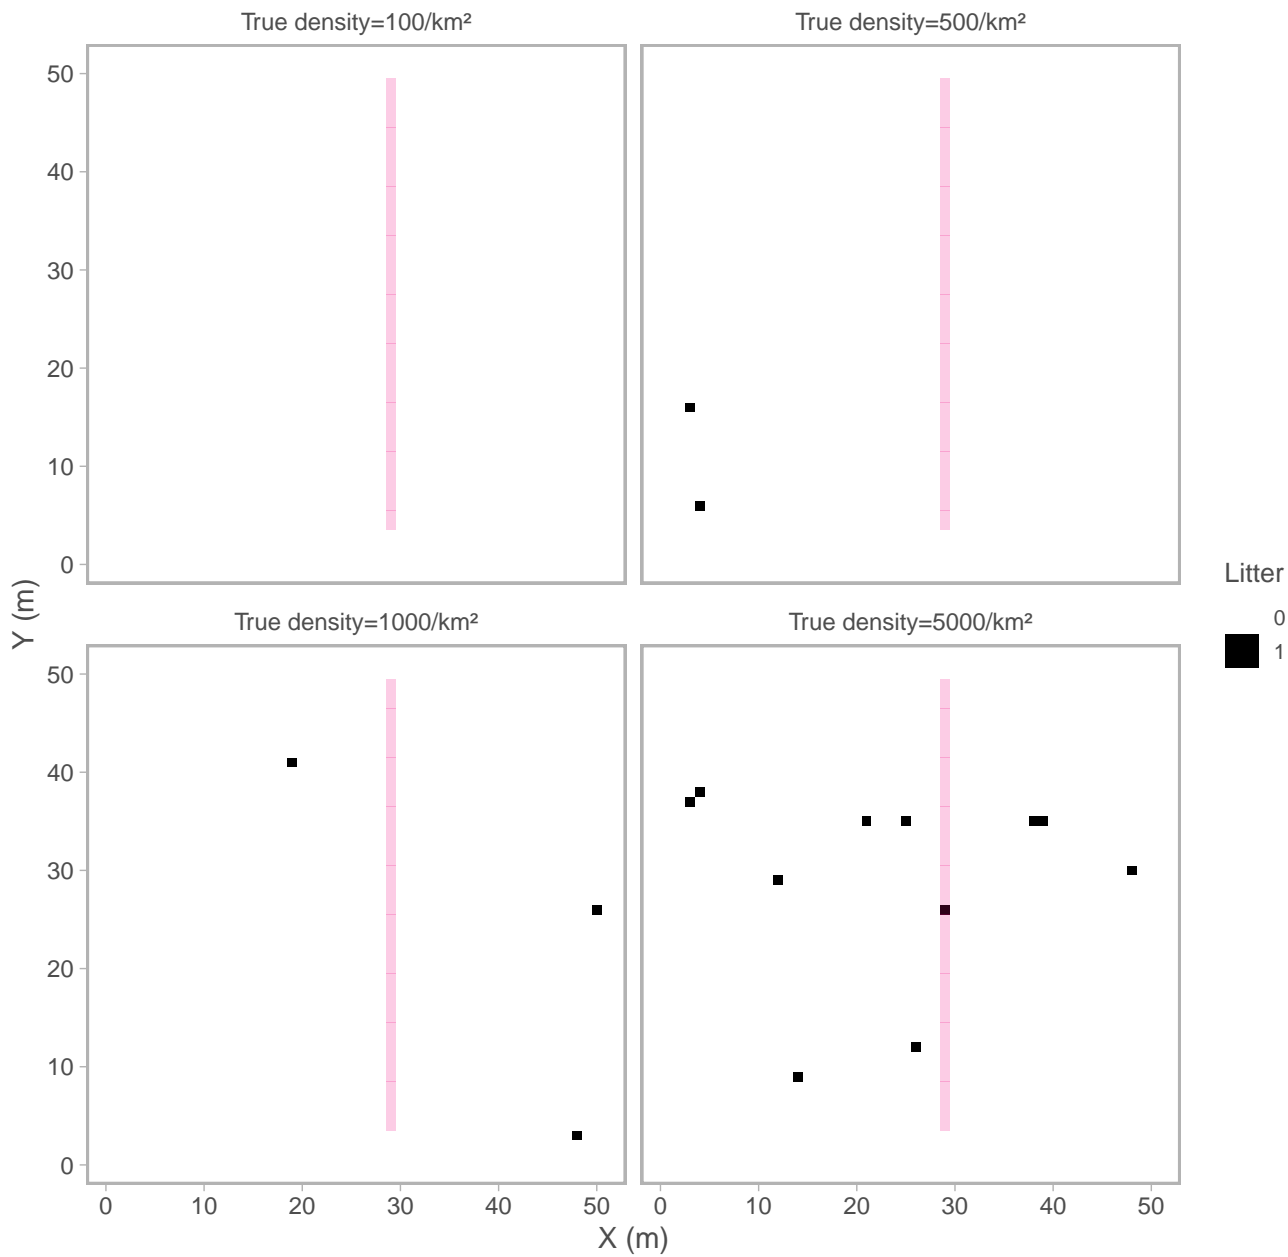 True density=100/km²
True density=500/km²
50
40
30
20
10
0
Y (m)
True density=1000/km²
True density=5000/km²
50
40
30
20
10
0
0 10 20 30 40 50
0 10 20 30 40 50
X (m)
Litter
0
1